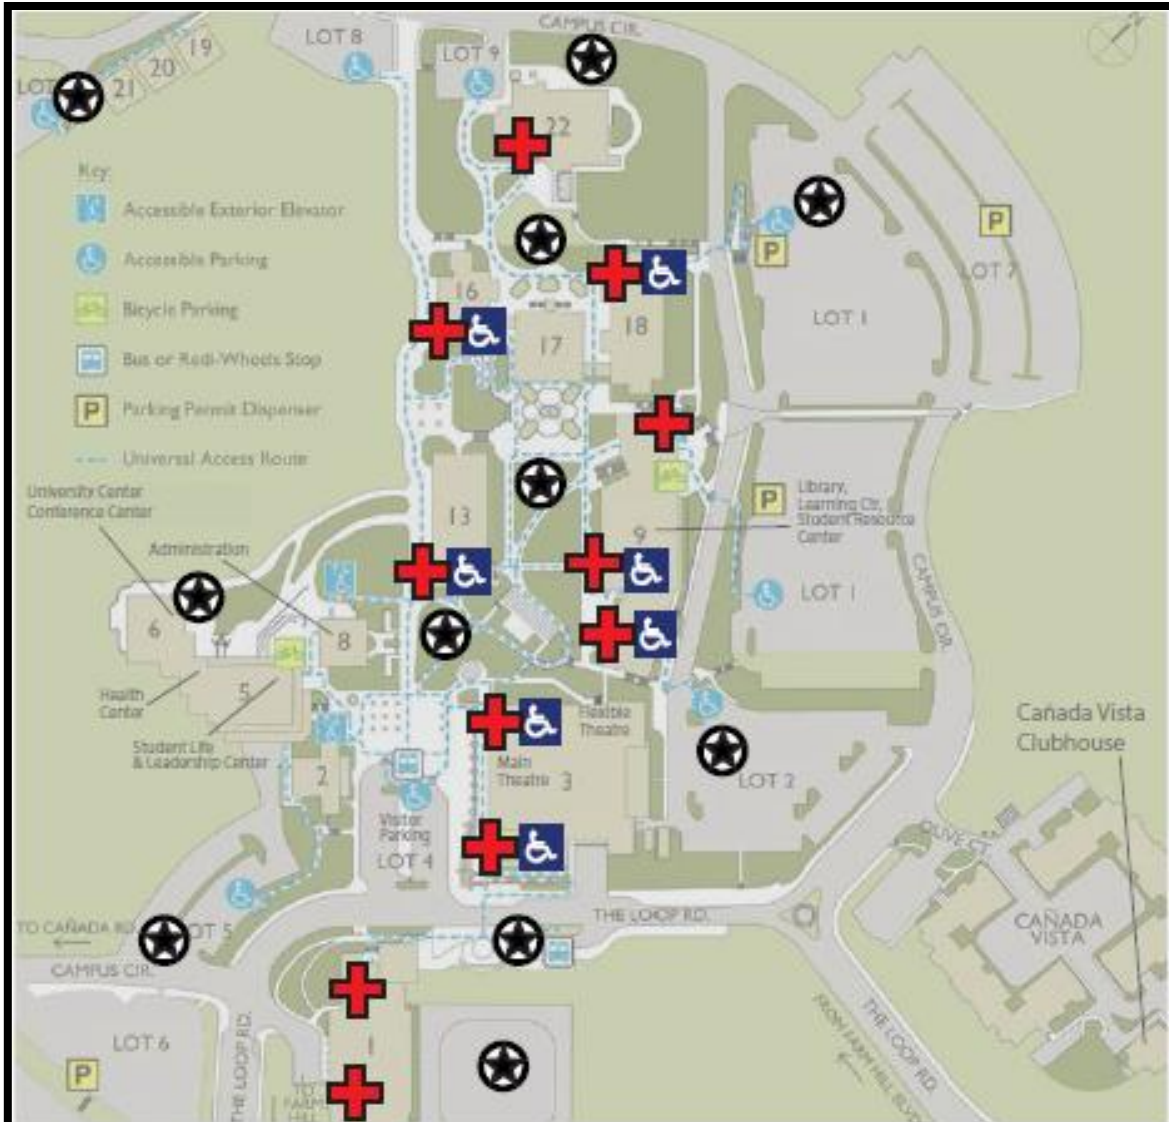 CAMPUS CIR.
LOT 8
LOT 9
19
20
21
LOT
22
P
P
LOT 7
Key:
Accessible Exterior Elevator
Accessible Parking
Bicycle Parking
Bus or Redi-Wheels Stop
P Parking Permit Dispenser
Universal Access Route
16
17
18
LOT 1
University Center
Conference Center
Administration
13
9
P
Library,
Learning Ctr,
Student Resource
Center
LOT 1
CAMPUS CIR.
6
8
5
Health
Center
Student Life
& Leadership Center
2
Flexible
Theatre
Main
Theatre
3
Visitor
Parking
LOT 4
LOT 2
Cañada Vista
Clubhouse
OLIVE CT.
CAÑADA
VISTA
THE LOOP RD.
TO CAÑADA RD.
LOT 5
CAMPUS CIR.
LOT 6
P
THE LOOP RD.
1
TO
FARM
THE LOOP RD.
FROM FARM HILL BLVD.